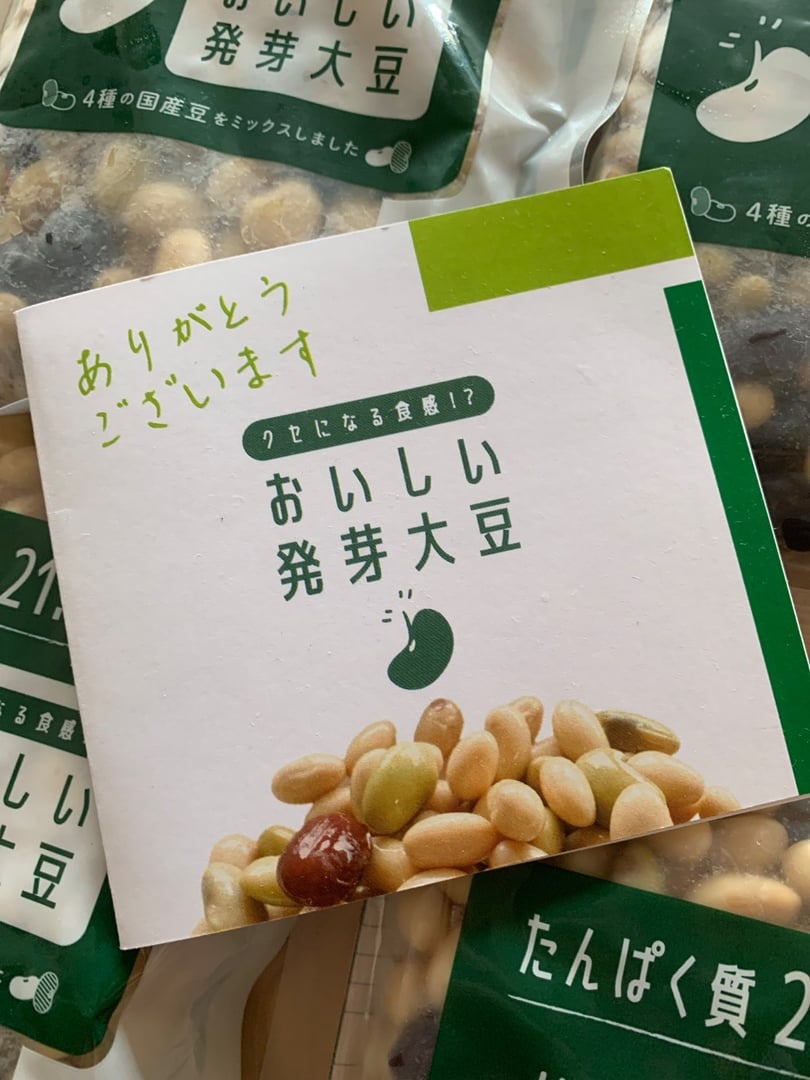 おいしい
発芽大豆
4種の国産豆をミックスしました
4種の
ありがとう
ございます
クセになる食感!?
おいしい
発芽大豆
21.
る食感
しい
大豆
たんぱく質 2